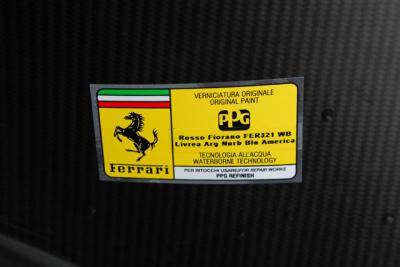 VERNICIATURA ORIGINALE
ORIGINAL PAINT
PPG
Rosso Fiorano FER321 WB
Livrea Arg Nurb Blu America
TECNOLOGIA ALL'ACQUA
WATERBORNE TECHNOLOGY
Ferrari
PER RITOCCHI USARE/FOR REPAIR WORKS
PPG REFINISH